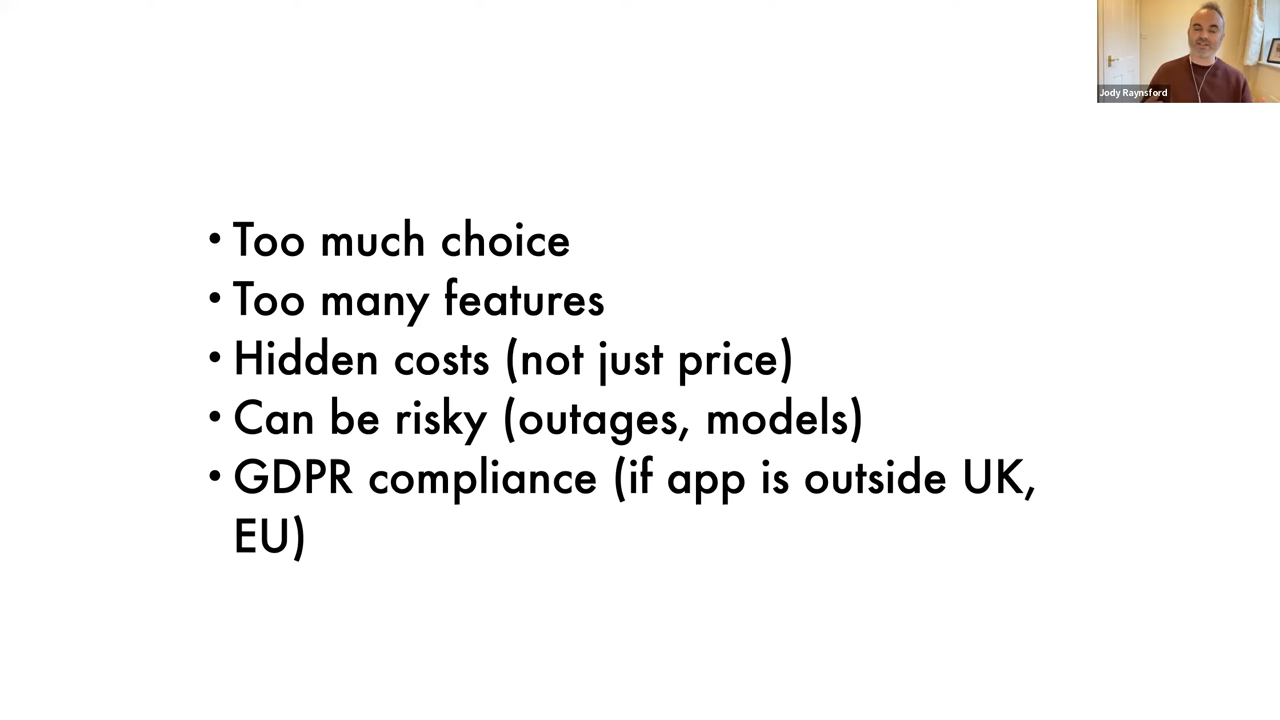 Jody Raynsford
• Too much choice
• Too many features
• Hidden costs (not just price)
• Can be risky (outages, models)
• GDPR compliance (if app is outside UK,
EU)